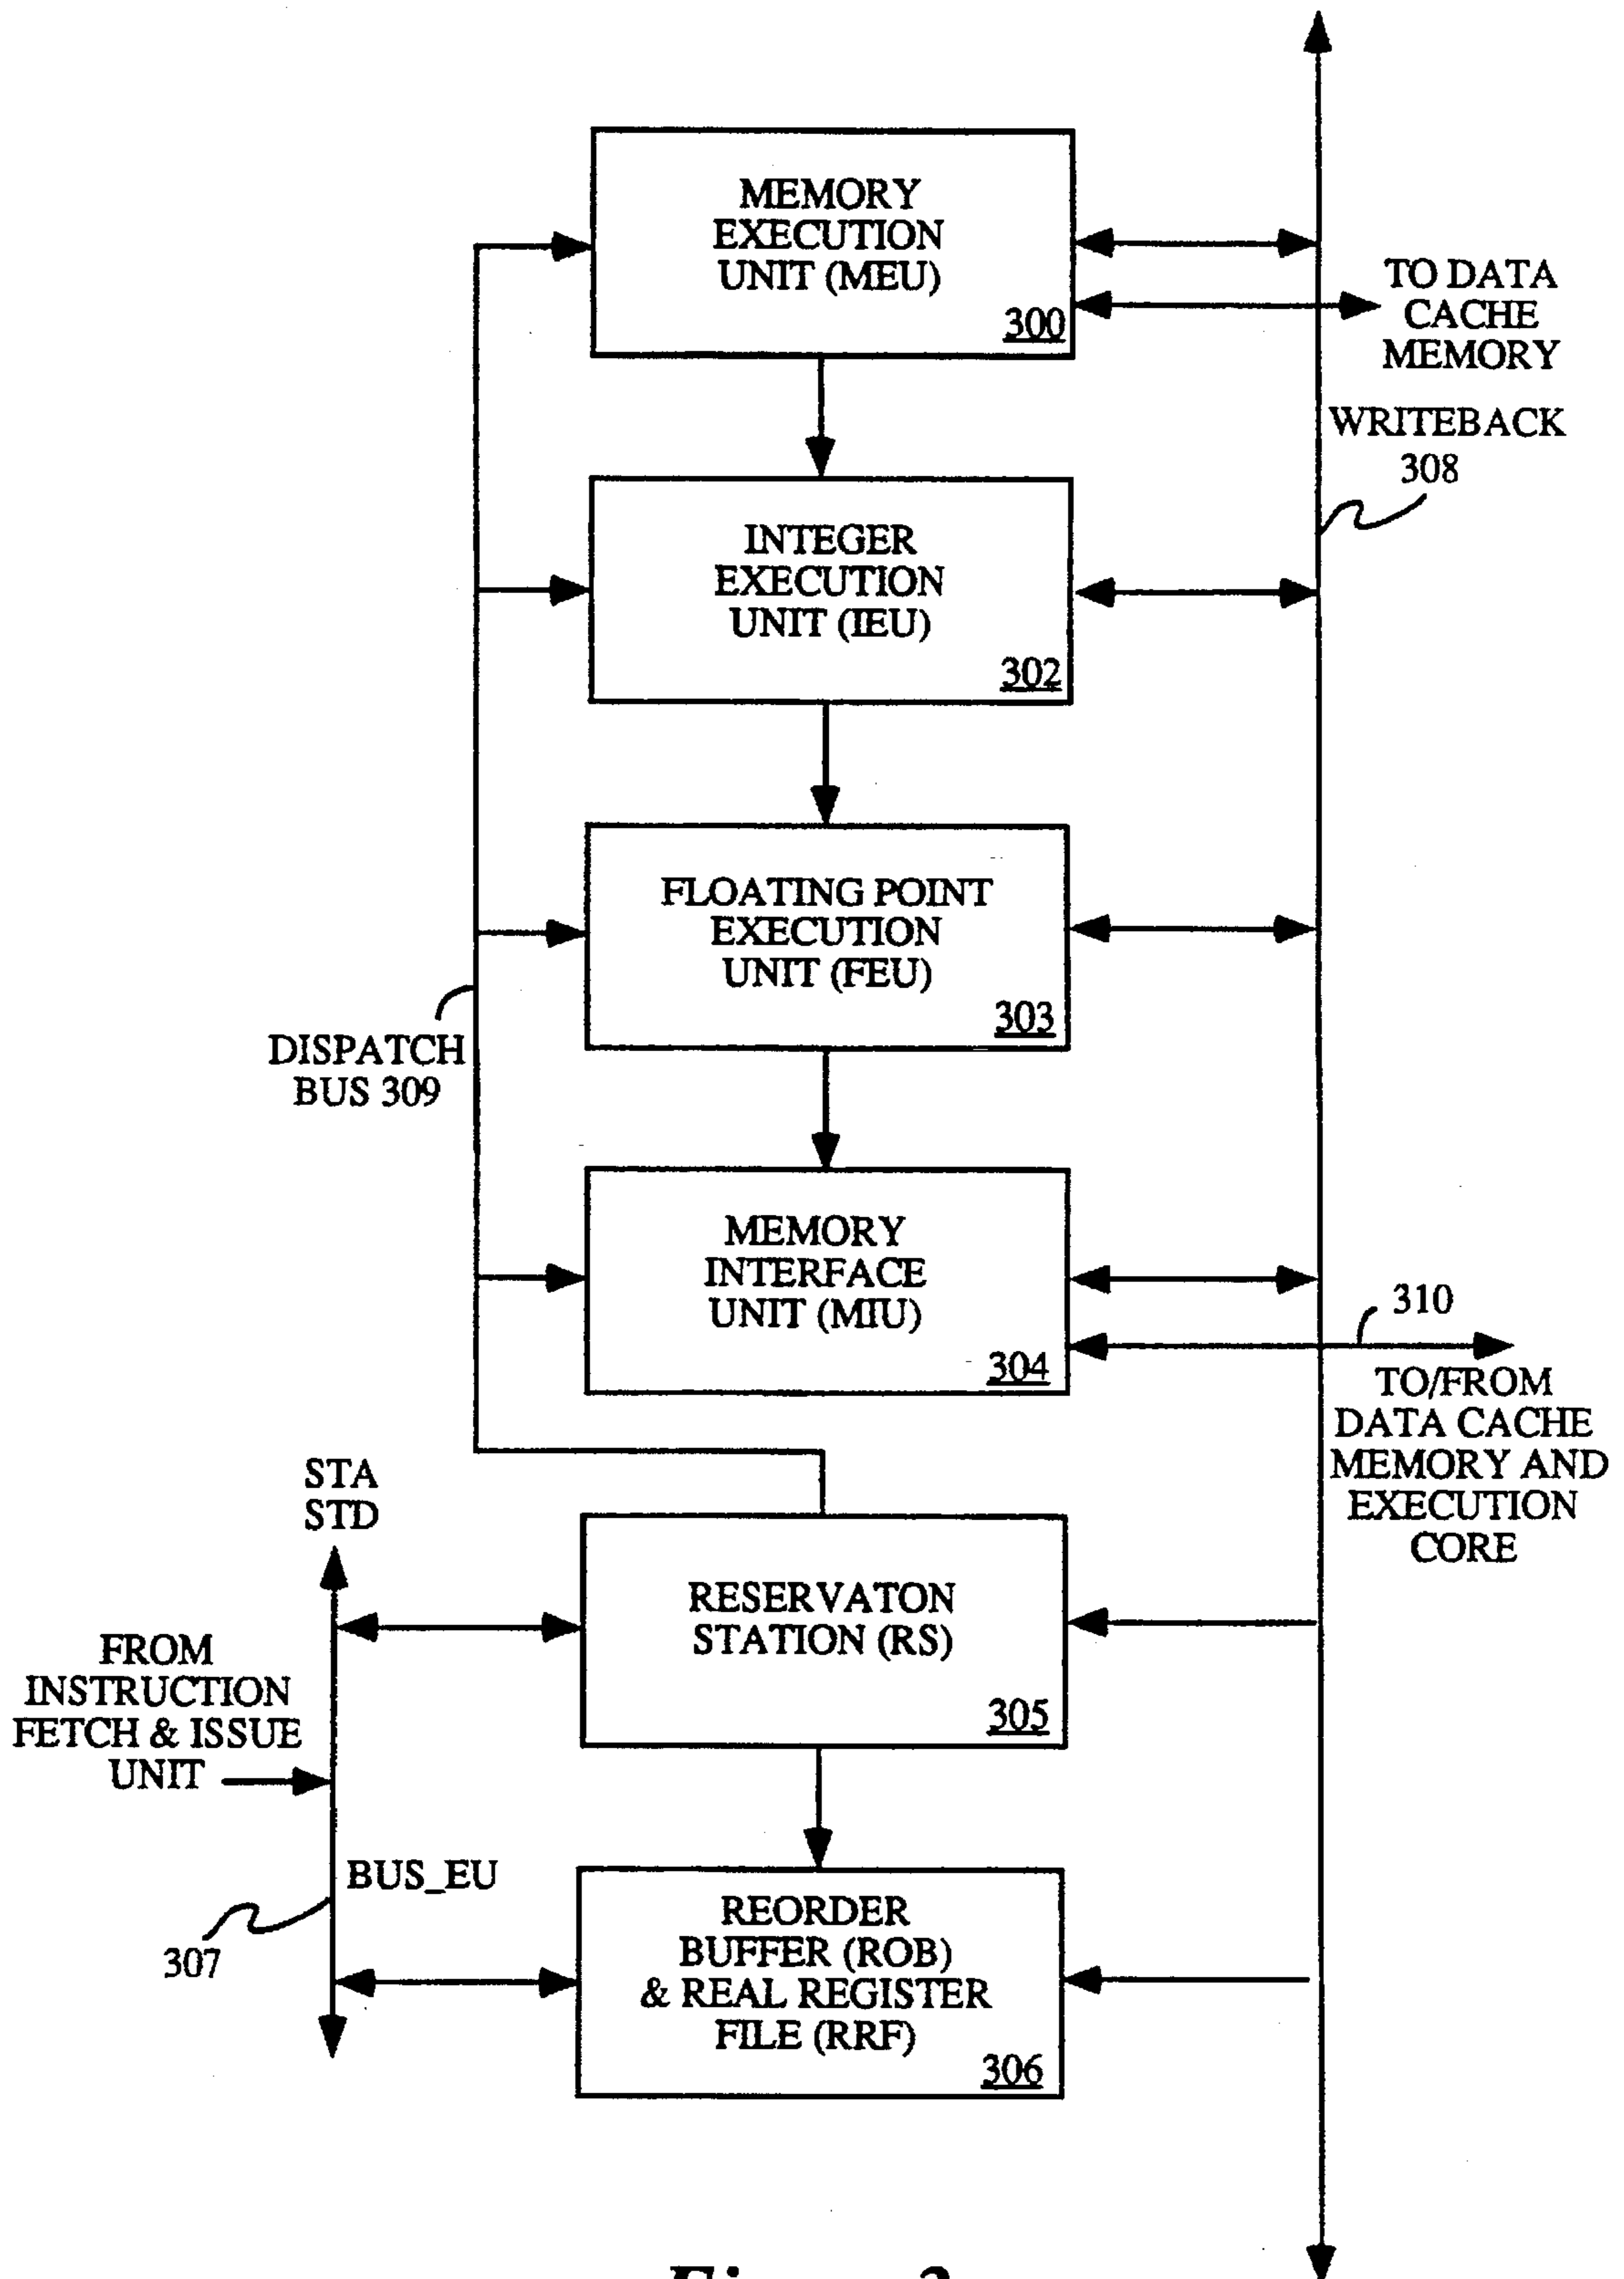 MEMORY
EXECUTION
UNIT (MEU)
300
TO DATA
CACHE
MEMORY
WRITEBACK
308
INTEGER
EXECUTION
UNIT (IEU)
302
FLOATING POINT
EXECUTION
UNIT (FEU)
303
DISPATCH
BUS 309
MEMORY
INTERFACE
UNIT (MIU)
304
310
TO/FROM
DATA CACHE
MEMORY AND
EXECUTION
CORE
STA
STD
RESERVATON
STATION (RS)
305
FROM
INSTRUCTION
FETCH & ISSUE
UNIT
BUS_EU
307
REORDER
BUFFER (ROB)
& REAL REGISTER
FILE (RRF)
306